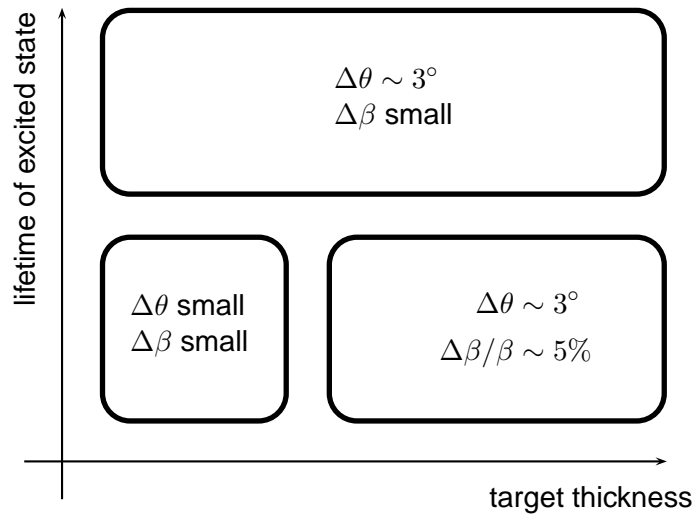 lifetime of excited state
Δθ ∼ 3°
Δβ small
Δθ small
Δβ small
Δθ ∼ 3°
Δβ/β ∼ 5%
target thickness